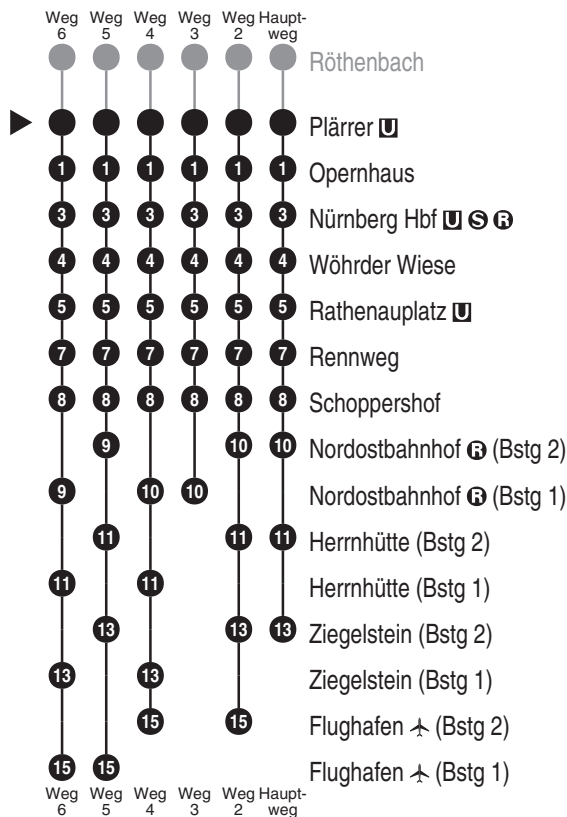 Weg Weg Weg Weg Weg Haupt-
6 5 4 3 2 weg
Röthenbach
Plärrer U
1 1 1 1 1 1 Opernhaus
3 3 3 3 3 3 Nürnberg Hbf U S R
4 4 4 4 4 4 Wöhrder Wiese
5 5 5 5 5 5 Rathenauplatz U
7 7 7 7 7 7 Rennweg
8 8 8 8 8 8 Schoppershof
9 10 10 Nordostbahnhof R (Bstg 2)
9 10 10 Nordostbahnhof R (Bstg 1)
11 11 11 Herrnhütte (Bstg 2)
11 11 Herrnhütte (Bstg 1)
13 13 13 Ziegelstein (Bstg 2)
13 13 Ziegelstein (Bstg 1)
15 15 Flughafen (Bstg 2)
15 15 Flughafen (Bstg 1)
Weg Weg Weg Weg Weg Haupt-
6 5 4 3 2 weg